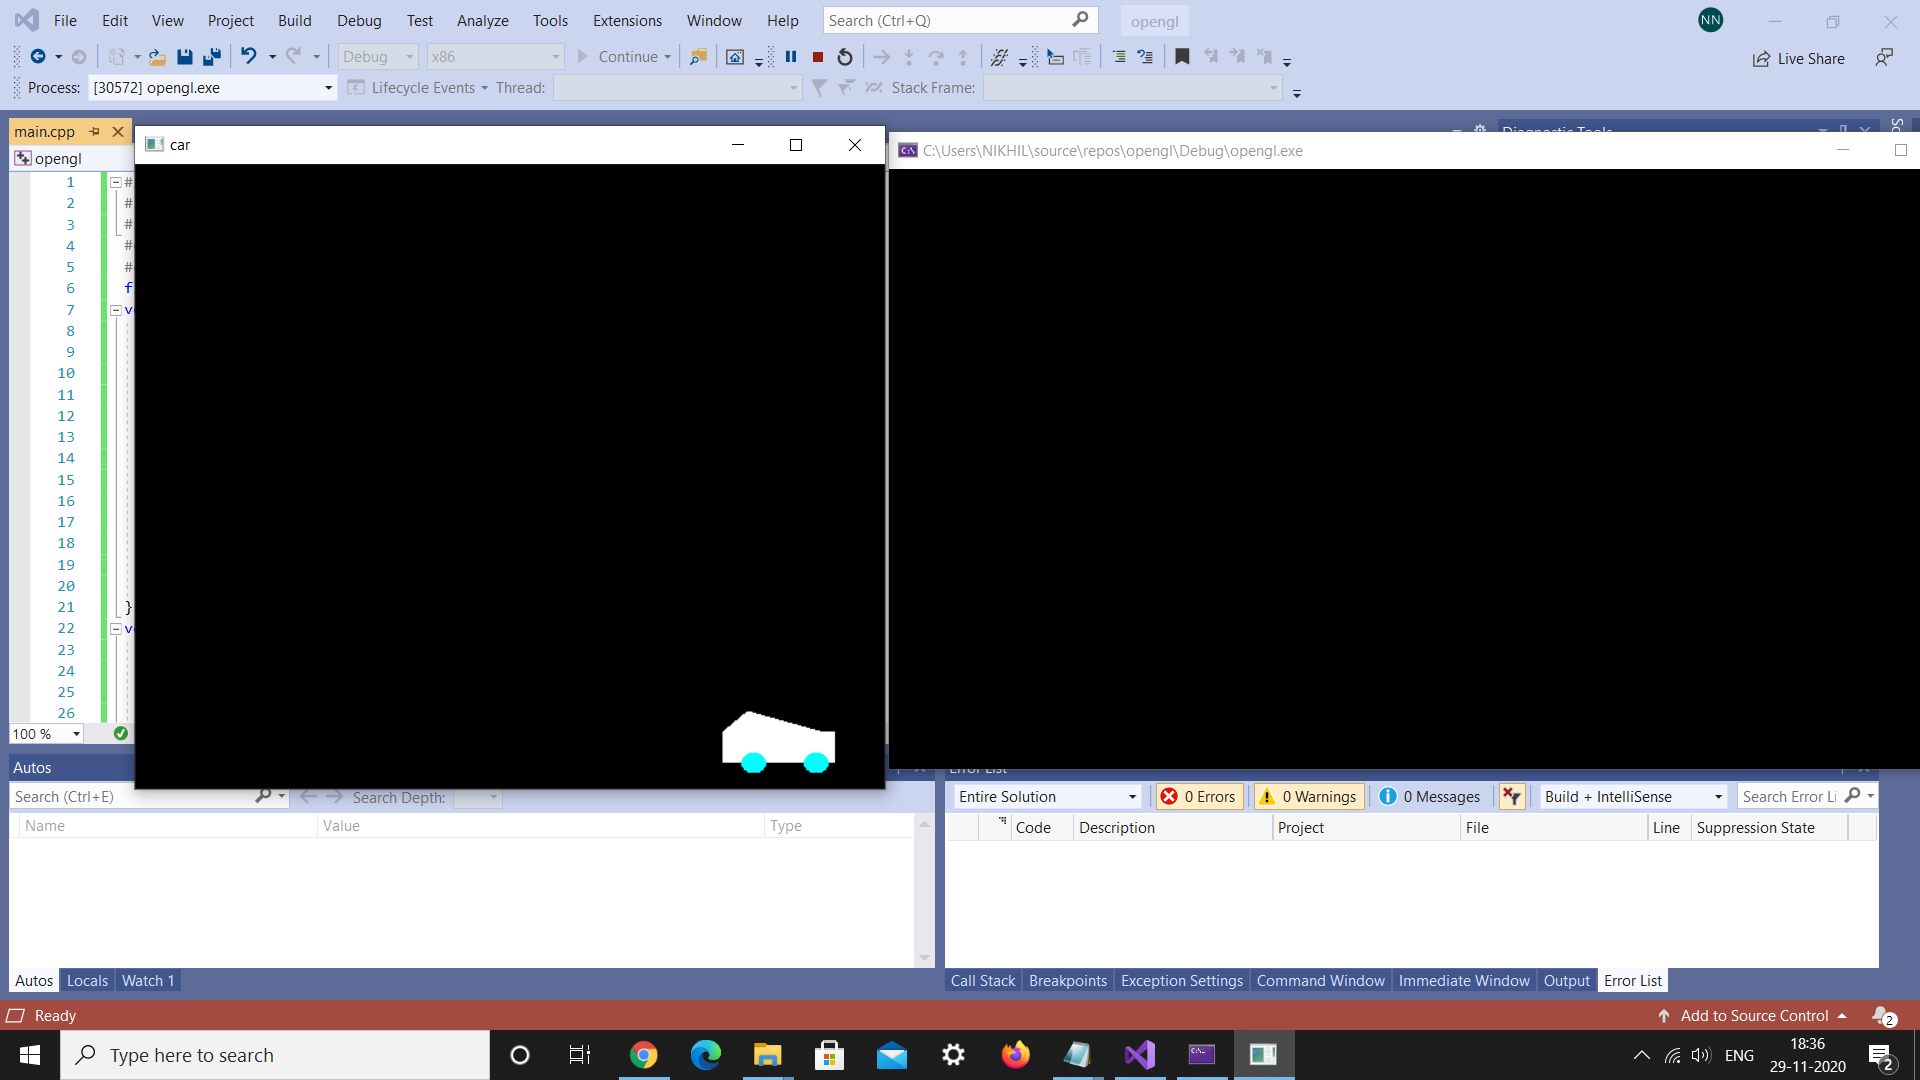 File Edit View Project Build Debug Test Analyze Tools Extensions Window Help Search (Ctrl+Q) opengl NN
Debug x86 Continue Live Share
Process: [30572] opengl.exe Lifecycle Events Thread: Stack Frame:
main.cpp
opengl
car
C:\Users\NIKHIL\source\repos\opengl\Debug\opengl.exe
Diagnostic Tools
1 #
2 #
3 #
4 #
5 #
6 f
7 v
8
9
10
11
12
13
14
15
16
17
18
19
20
21 }
22 v
23
24
25
26
100 %
Autos
Search (Ctrl+E) Search Depth:
Name Value Type
Autos Locals Watch 1
Error List
Entire Solution 0 Errors 0 Warnings 0 Messages Build + IntelliSense Search Error Li
Code Description Project File Line Suppression State
Call Stack Breakpoints Exception Settings Command Window Immediate Window Output Error List
Ready Add to Source Control 2
Type here to search ENG 18:36
29-11-2020 2